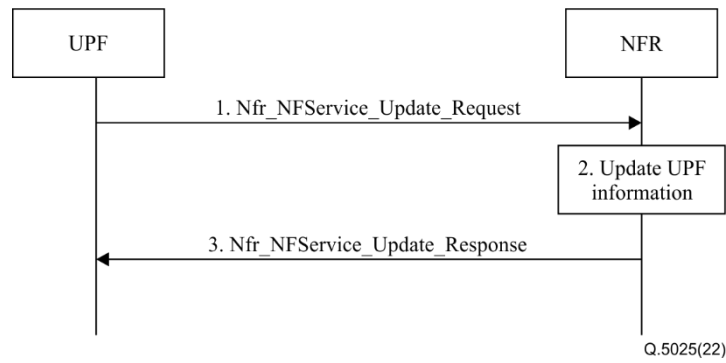 UPF
NFR
1. Nfr_NFService_Update_Request
2. Update UPF
information
3. Nfr_NFService_Update_Response
Q.5025(22)